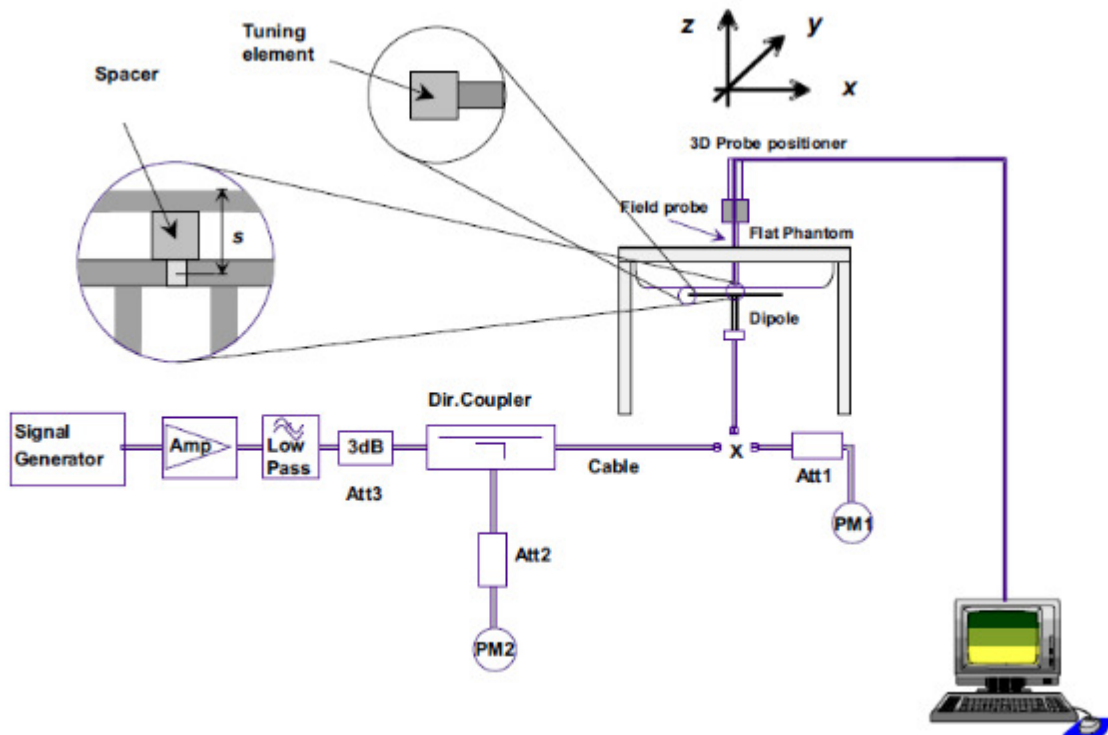 Tuning
element
Spacer
s
z
y
x
3D Probe positioner
Field probe
Flat Phantom
Dipole
Dir.Coupler
Signal
Generator
Amp
Low
Pass
3dB
Att3
Cable
X
Att1
PM1
Att2
PM2